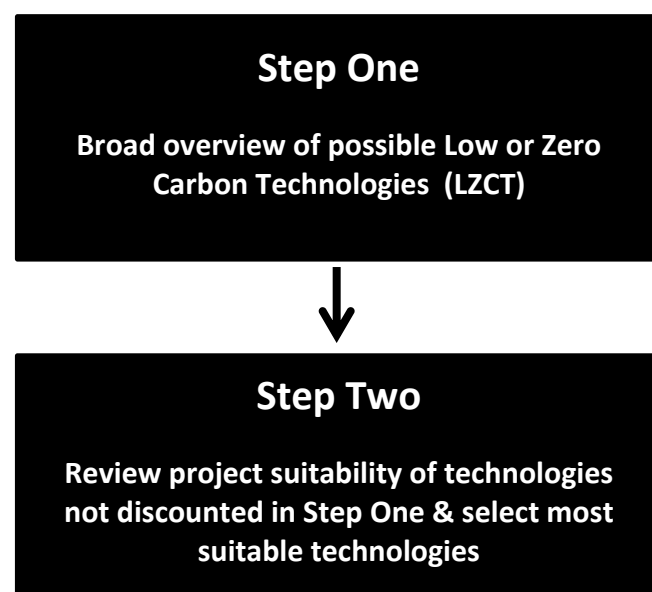 Step One
Broad overview of possible Low or Zero
Carbon Technologies (LZCT)
Step Two
Review project suitability of technologies
not discounted in Step One & select most
suitable technologies